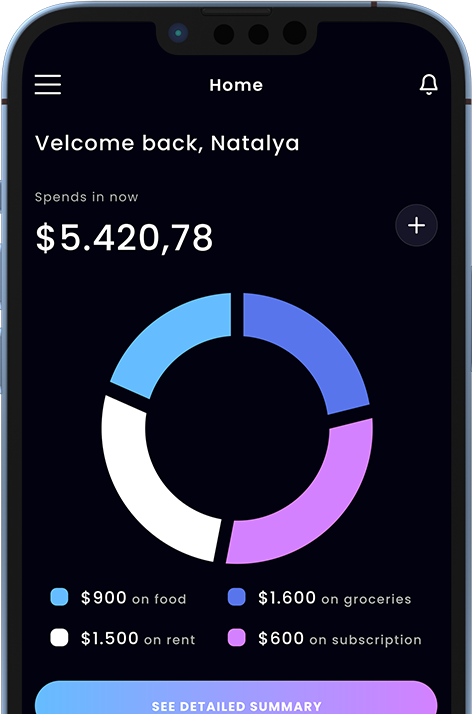 Home
Velcome back, Natalya
Spends in now
$5.420,78
$900 on food
$1.600 on groceries
$1.500 on rent
$600 on subscription
SEE DETAILED SUMMARY